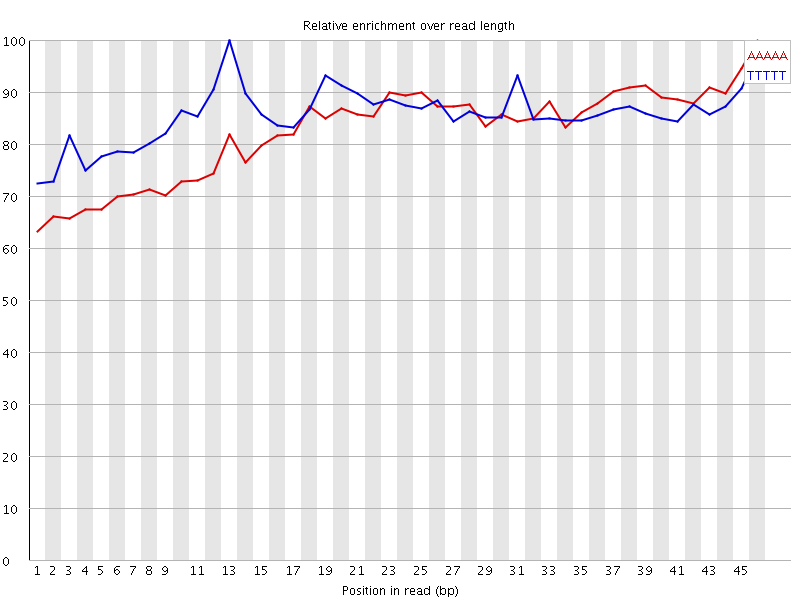 Relative enrichment over read length
100
90
80
70
60
50
40
30
20
10
0
AAAAA
TTTTT
1 2 3 4 5 6 7 8 9 11 13 15 17 19 21 23 25 27 29 31 33 35 37 39 41 43 45
Position in read (bp)